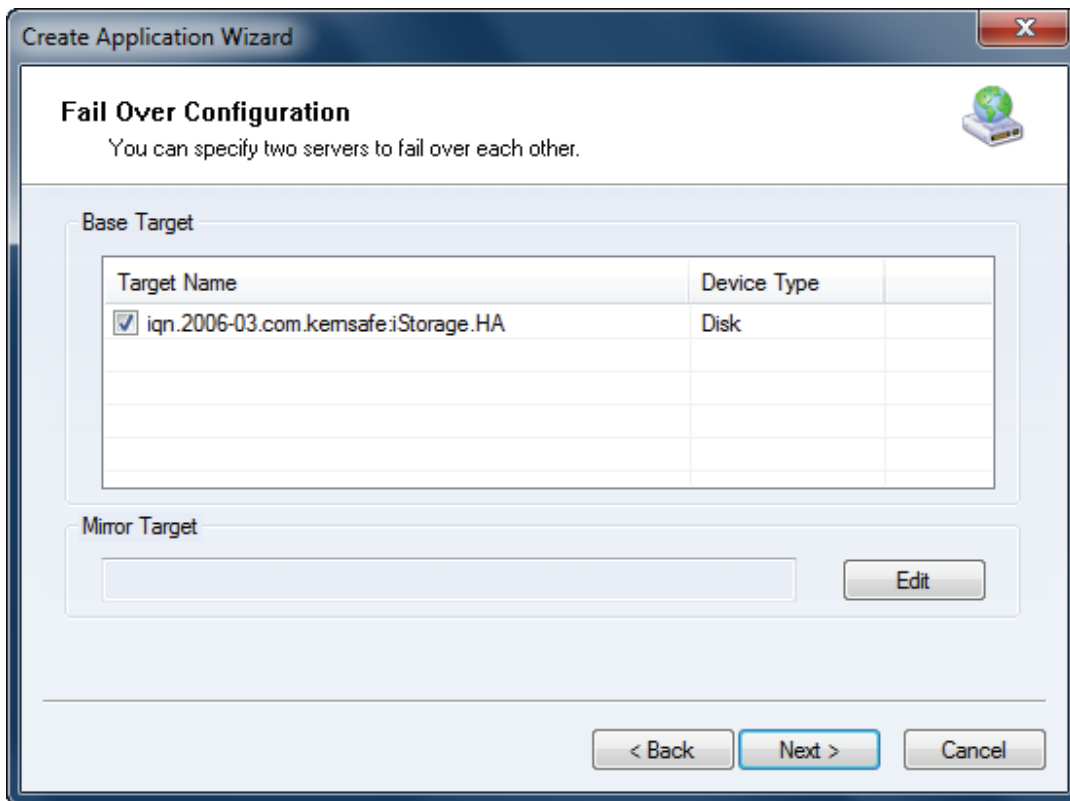 Create Application Wizard
Fail Over Configuration
You can specify two servers to fail over each other.
Base Target
Target Name Device Type
iqn.2006-03.com.kernsafe:iStorage.HA Disk
Mirror Target
Edit
< Back Next > Cancel